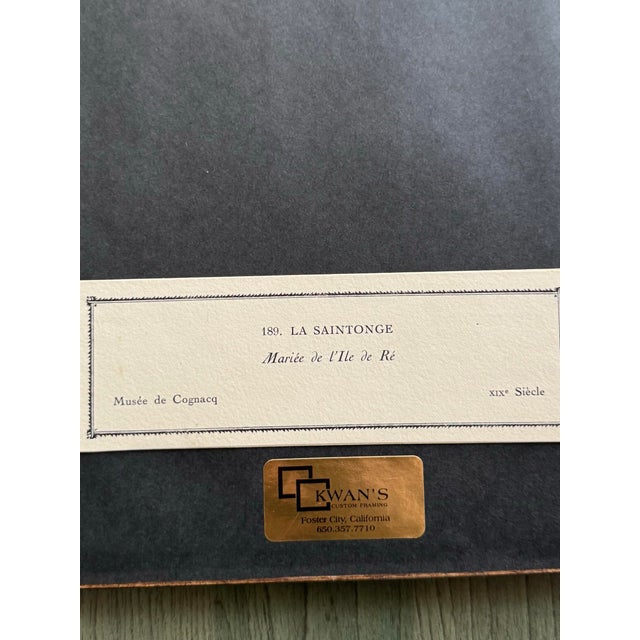 189. LA SAINTONGE
Mariée de l'Ile de Ré
Musée de Cognacq
XIXe Siècle
KWAN'S
CUSTOM FRAMING
Foster City, California
650.357.7710